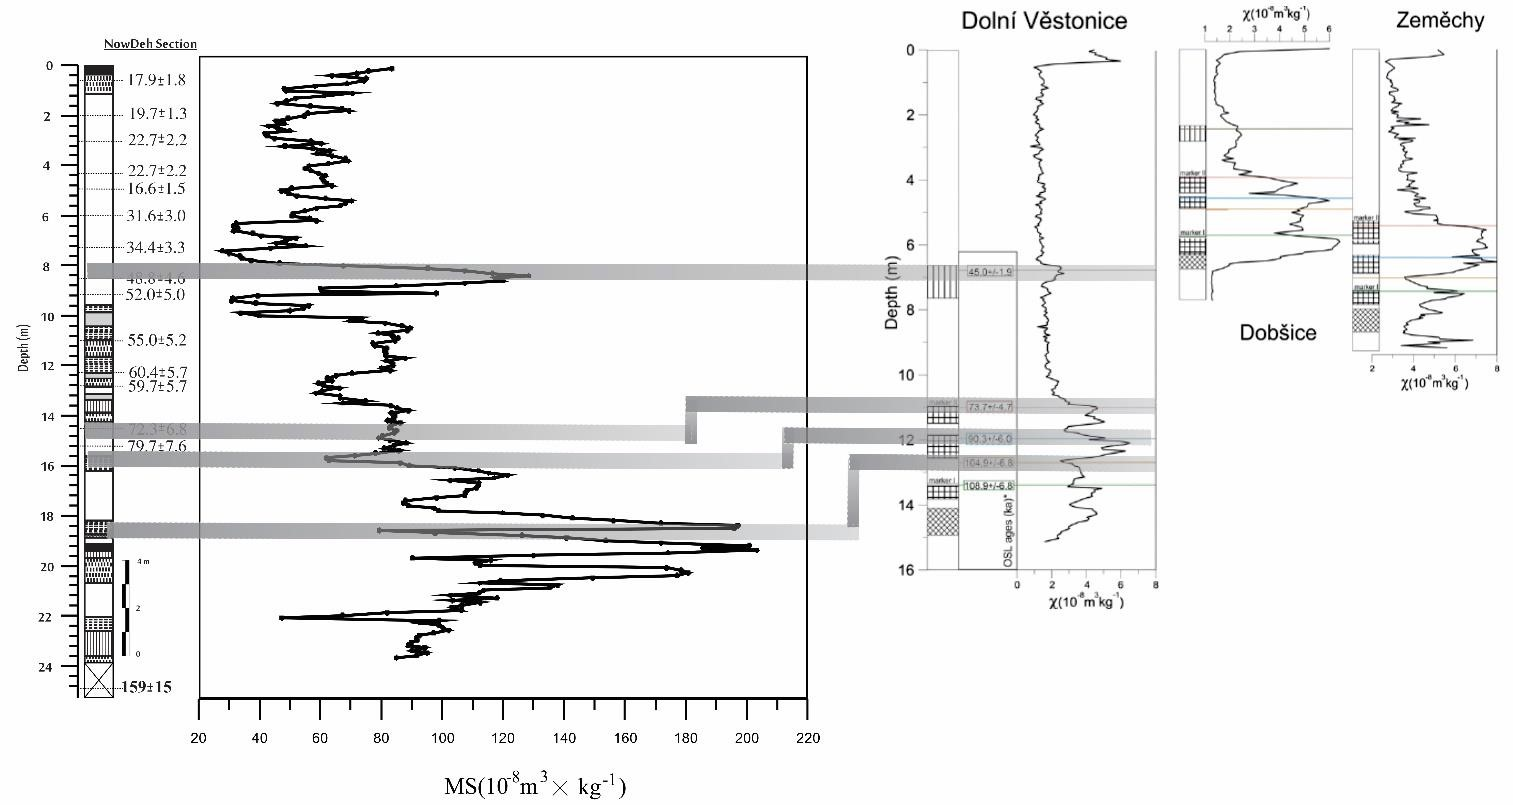 NowDeh Section
0
2
4
6
8
10
12
14
16
18
20
22
24
Depth (m)
17.9±1.8
19.7±1.3
22.7±2.2
22.7±2.2
16.6±1.5
31.6±3.0
34.4±3.3
48.8±4.6
52.0±5.0
55.0±5.2
60.4±5.7
59.7±5.7
72.3±6.8
79.7±7.6
159±15
4 m
2
0
20 40 60 80 100 120 140 160 180 200 220
MS(10⁻⁸m³× kg⁻¹)
Dolní Věstonice
0
2
4
6
8
10
12
14
16
Depth (m)
45.0+/-1.9
marker II
73.7+/-4.7
90.3+/-6.0
104.9+/-6.8
marker I
108.9+/-6.8
OSL ages (ka)*
0 2 4 6 8
χ(10⁻⁸m³kg⁻¹)
χ(10⁻⁸m³kg⁻¹)
1 2 3 4 5 6
marker II
marker I
Dobšice
Zeměchy
marker II
marker I
2 4 6 8
χ(10⁻⁸m³kg⁻¹)